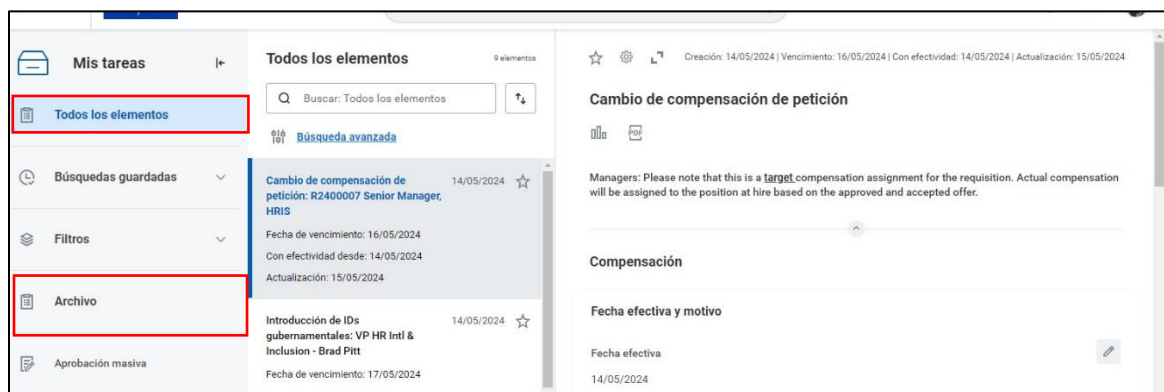 Mis tareas
Todos los elementos
Búsquedas guardadas
Filtros
Archivo
Aprobación masiva
Todos los elementos
9 elementos
Buscar: Todos los elementos
Búsqueda avanzada
Cambio de compensación de
petición: R2400007 Senior Manager,
HRIS
14/05/2024
Fecha de vencimiento: 16/05/2024
Con efectividad desde: 14/05/2024
Actualización: 15/05/2024
Introducción de IDs
gubernamentales: VP HR Intl &
Inclusion - Brad Pitt
14/05/2024
Fecha de vencimiento: 17/05/2024
Creación: 14/05/2024 | Vencimiento: 16/05/2024 | Con efectividad: 14/05/2024 | Actualización: 15/05/2024
Cambio de compensación de petición
PDF
Managers: Please note that this is a target compensation assignment for the requisition. Actual compensation
will be assigned to the position at hire based on the approved and accepted offer.
Compensación
Fecha efectiva y motivo
Fecha efectiva
14/05/2024